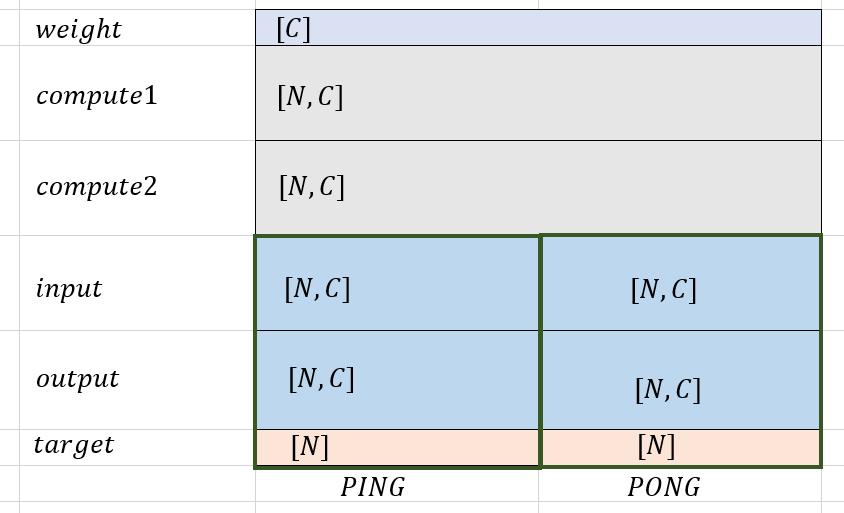 weight [C]
compute1 [N, C]
compute2 [N, C]
input [N, C] [N, C]
output [N, C] [N, C]
target [N] [N]
PING PONG